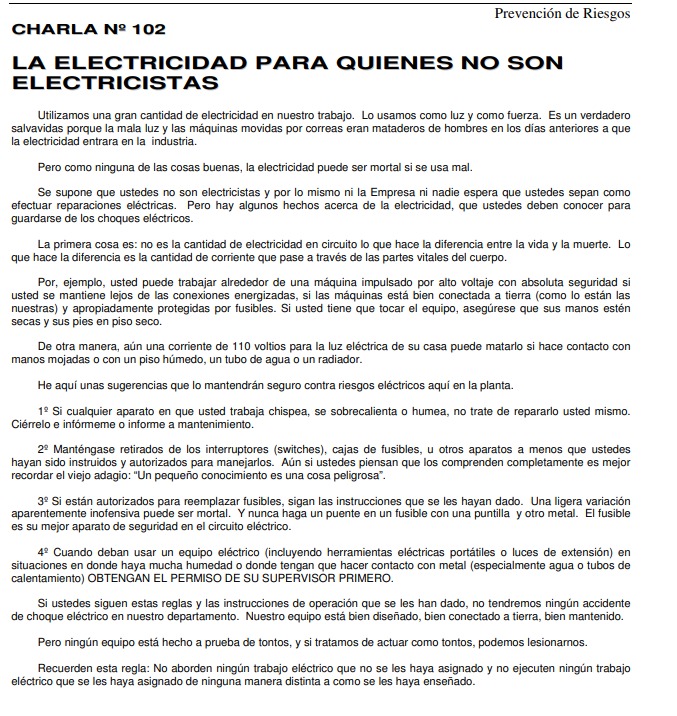 Prevención de Riesgos
CHARLA Nº 102
LA ELECTRICIDAD PARA QUIENES NO SON
ELECTRICISTAS
Utilizamos una gran cantidad de electricidad en nuestro trabajo. Lo usamos como luz y como fuerza. Es un verdadero
salvavidas porque la mala luz y las máquinas movidas por correas eran mataderos de hombres en los días anteriores a que
la electricidad entrara en la industria.
Pero como ninguna de las cosas buenas, la electricidad puede ser mortal si se usa mal.
Se supone que ustedes no son electricistas y por lo mismo ni la Empresa ni nadie espera que ustedes sepan como
efectuar reparaciones eléctricas. Pero hay algunos hechos acerca de la electricidad, que ustedes deben conocer para
guardarse de los choques eléctricos.
La primera cosa es: no es la cantidad de electricidad en circuito lo que hace la diferencia entre la vida y la muerte. Lo
que hace la diferencia es la cantidad de corriente que pase a través de las partes vitales del cuerpo.
Por, ejemplo, usted puede trabajar alrededor de una máquina impulsado por alto voltaje con absoluta seguridad si
usted se mantiene lejos de las conexiones energizadas, si las máquinas está bien conectada a tierra (como lo están las
nuestras) y apropiadamente protegidas por fusibles. Si usted tiene que tocar el equipo, asegúrese que sus manos estén
secas y sus pies en piso seco.
De otra manera, aún una corriente de 110 voltios para la luz eléctrica de su casa puede matarlo si hace contacto con
manos mojadas o con un piso húmedo, un tubo de agua o un radiador.
He aquí unas sugerencias que lo mantendrán seguro contra riesgos eléctricos aquí en la planta.
1º Si cualquier aparato en que usted trabaja chispea, se sobrecalienta o humea, no trate de repararlo usted mismo.
Ciérrelo e infórmeme o informe a mantenimiento.
2º Manténgase retirados de los interruptores (switches), cajas de fusibles, u otros aparatos a menos que ustedes
hayan sido instruidos y autorizados para manejarlos. Aún si ustedes piensan que los comprenden completamente es mejor
recordar el viejo adagio: “Un pequeño conocimiento es una cosa peligrosa”.
3º Si están autorizados para reemplazar fusibles, sigan las instrucciones que se les hayan dado. Una ligera variación
aparentemente inofensiva puede ser mortal. Y nunca haga un puente en un fusible con una puntilla y otro metal. El fusible
es su mejor aparato de seguridad en el circuito eléctrico.
4º Cuando deban usar un equipo eléctrico (incluyendo herramientas eléctricas portátiles o luces de extensión) en
situaciones en donde haya mucha humedad o donde tengan que hacer contacto con metal (especialmente agua o tubos de
calentamiento) OBTENGAN EL PERMISO DE SU SUPERVISOR PRIMERO.
Si ustedes siguen estas reglas y las instrucciones de operación que se les han dado, no tendremos ningún accidente
de choque eléctrico en nuestro departamento. Nuestro equipo está bien diseñado, bien conectado a tierra, bien mantenido.
Pero ningún equipo está hecho a prueba de tontos, y si tratamos de actuar como tontos, podemos lesionarnos.
Recuerden esta regla: No aborden ningún trabajo eléctrico que no se les haya asignado y no ejecuten ningún trabajo
eléctrico que se les haya asignado de ninguna manera distinta a como se les haya enseñado.